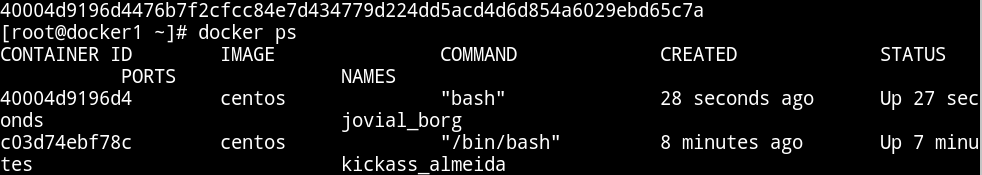 40004d9196d4476b7f2cfcc84e7d434779d224dd5acd4d6d854a6029ebd65c7a
[root@docker1 ~]# docker ps
CONTAINER ID        IMAGE               COMMAND             CREATED             STATUS
           PORTS               NAMES
40004d9196d4        centos              "bash"              28 seconds ago      Up 27 sec
onds                           jovial_borg
c03d74ebf78c        centos              "/bin/bash"         8 minutes ago       Up 7 minu
tes                            kickass_almeida